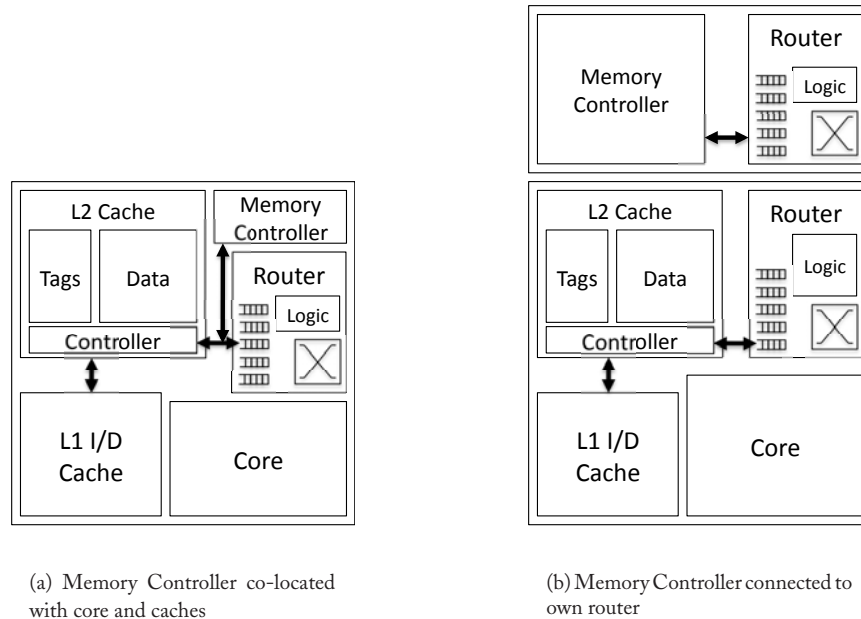 L2 Cache
Tags
Data
Controller
Memory
Controller
Router
Logic
L1 I/D
Cache
Core
(a) Memory Controller co-located
with core and caches
Memory
Controller
Router
Logic
L2 Cache
Tags
Data
Controller
Router
Logic
L1 I/D
Cache
Core
(b) Memory Controller connected to
own router